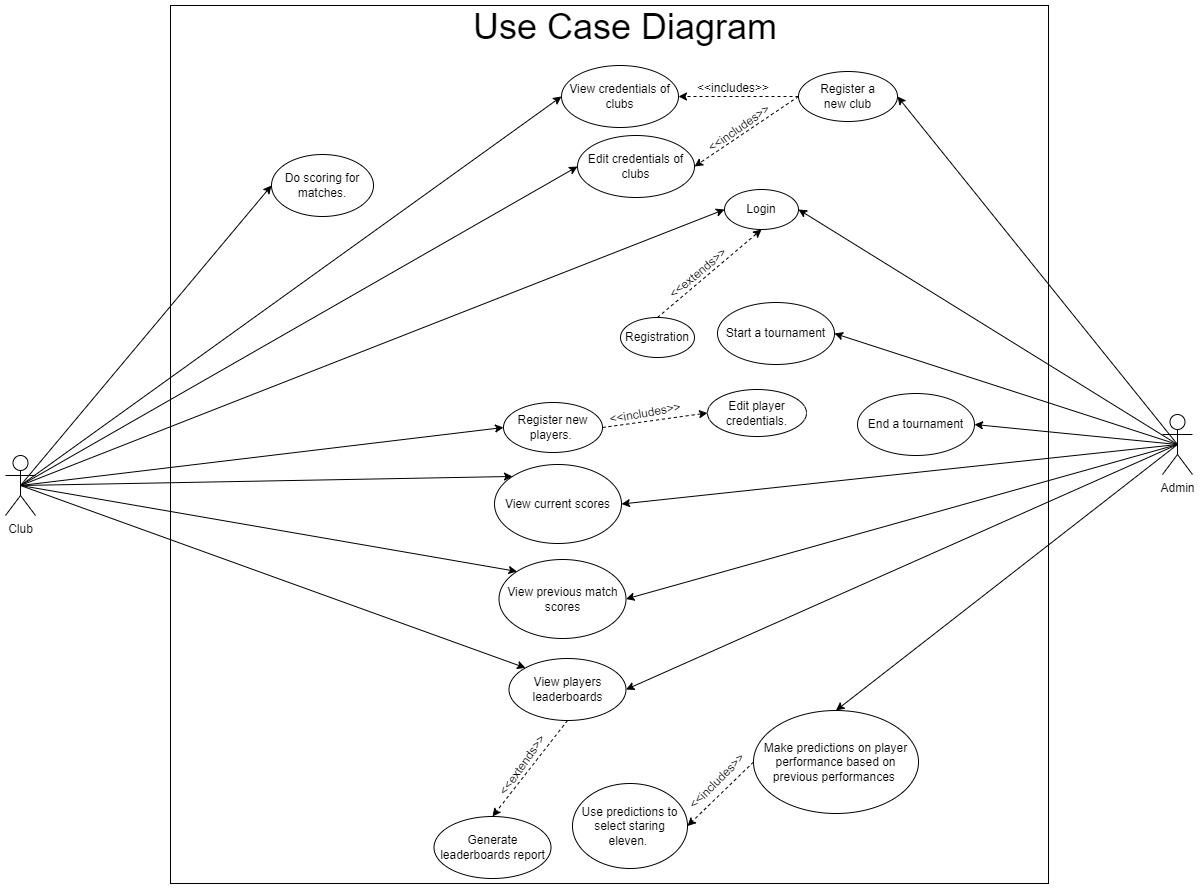 Use Case Diagram
View credentials of
clubs
<<includes>>
Register a
new club
<<includes>>
Edit credentials of
clubs
Do scoring for
matches.
Login
<<extends>>
Registration
Start a tournament
Register new
players.
<<includes>>
Edit player
credentials.
End a tournament
View current scores
Club
Admin
View previous match
scores
View players
leaderboards
<<extends>>
Make predictions on player
performance based on
previous performances
<<includes>>
Use predictions to
select staring
eleven.
Generate
leaderboards report